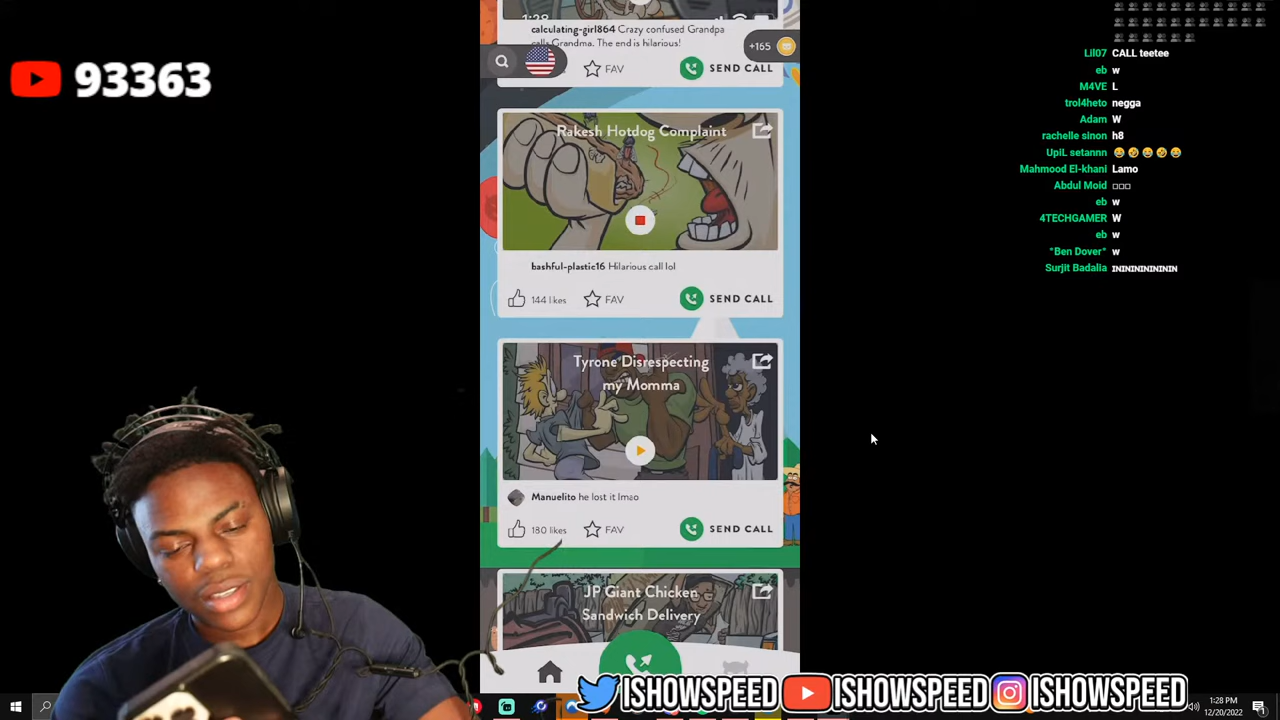 93363
1:28
calculating-girl864 Crazy confused Grandpa
calls Grandma. The end is hilarious!
+165
FAV
SEND CALL
Rakesh Hotdog Complaint
bashful-plastic16 Hilarious call lol
144 likes
FAV
SEND CALL
Tyrone Disrespecting
my Momma
Manuelito he lost it lmao
180 likes
FAV
SEND CALL
JP Giant Chicken
Sandwich Delivery
Lil07 CALL teetee
eb w
M4VE L
trol4heto negga
Adam W
rachelle sinon h8
UpiL setannn 😂🤣😂🤣😂
Mahmood El-khani Lamo
Abdul Moid □□□
eb w
4TECHGAMER W
eb w
*Ben Dover* w
Surjit Badalia ɪɴɪɴɪɴɪɴɪɴɪɴ
ISHOWSPEED
ISHOWSPEED
ISHOWSPEED
1:28 PM
12/20/2022